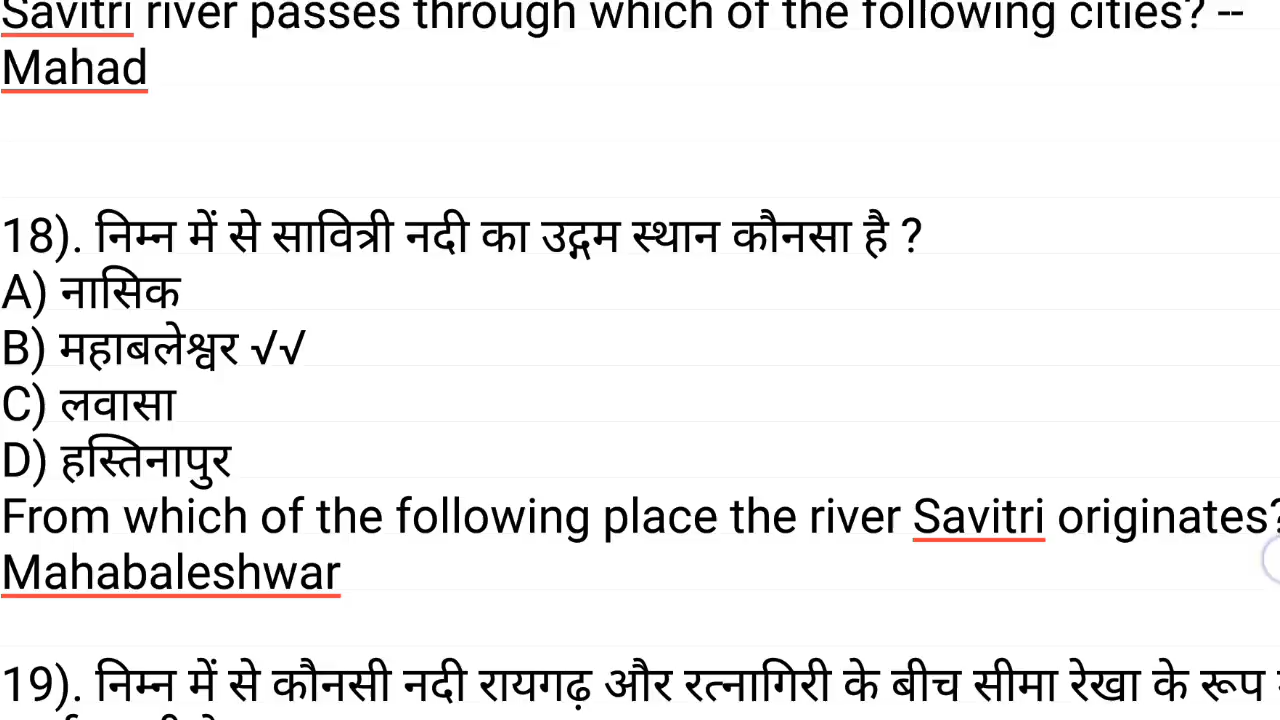 Savitri river passes through which of the following cities? --
Mahad
18). निम्न में से सावित्री नदी का उद्गम स्थान कौनसा है ?
A) नासिक
B) महाबलेश्वर √√
C) लवासा
D) हस्तिनापुर
From which of the following place the river Savitri originates?
Mahabaleshwar
19). निम्न में से कौनसी नदी रायगढ़ और रत्नागिरी के बीच सीमा रेखा के रूप